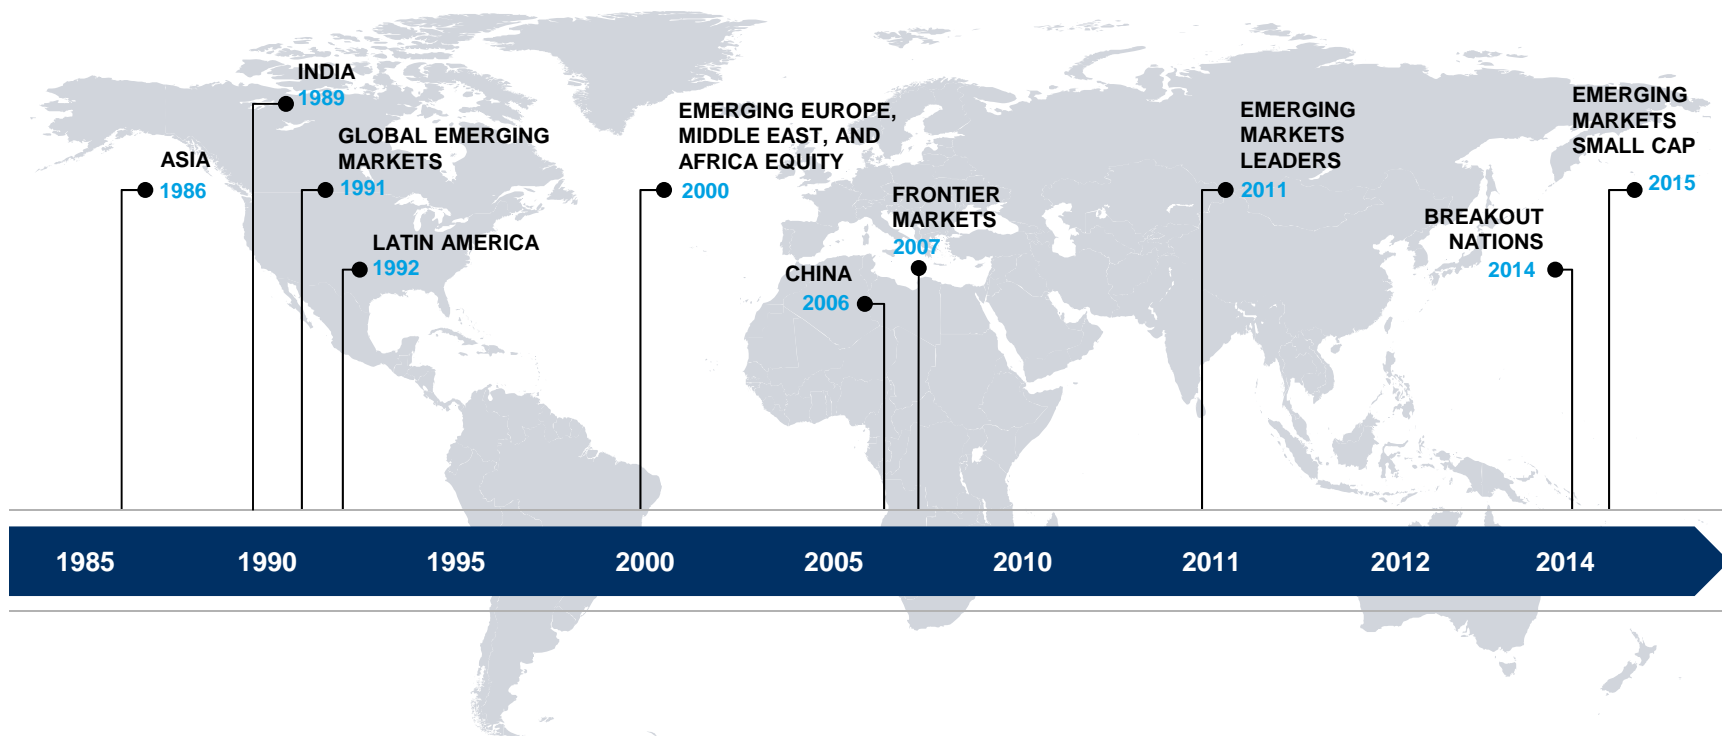 INDIA
1989
GLOBAL EMERGING
MARKETS
1991
ASIA
1986
LATIN AMERICA
1992
EMERGING EUROPE,
MIDDLE EAST, AND
AFRICA EQUITY
2000
CHINA
2006
FRONTIER
MARKETS
2007
EMERGING
MARKETS
LEADERS
2011
BREAKOUT
NATIONS
2014
EMERGING
MARKETS
SMALL CAP
2015
1985 1990 1995 2000 2005 2010 2011 2012 2014